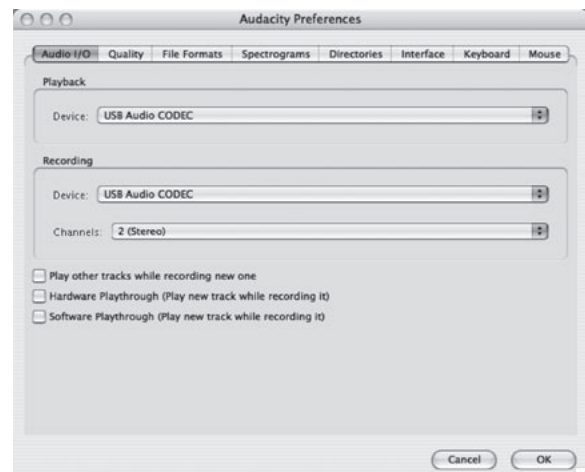 Audacity Preferences
Audio I/O Quality File Formats Spectrograms Directories Interface Keyboard Mouse
Playback
Device: USB Audio CODEC
Recording
Device: USB Audio CODEC
Channels: 2 (Stereo)
Play other tracks while recording new one
Hardware Playthrough (Play new track while recording it)
Software Playthrough (Play new track while recording it)
Cancel OK